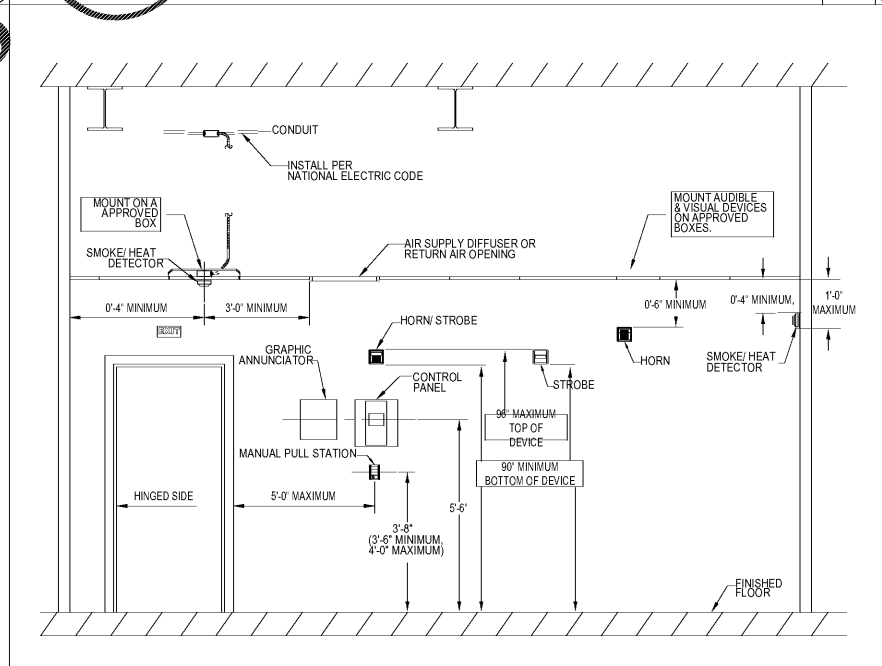 CONDUIT
INSTALL PER
NATIONAL ELECTRIC CODE
MOUNT ON A
APPROVED
BOX
MOUNT AUDIBLE
& VISUAL DEVICES
ON APPROVED
BOXES.
SMOKE/ HEAT
DETECTOR
AIR SUPPLY DIFFUSER OR
RETURN AIR OPENING
0'-4" MINIMUM
3'-0" MINIMUM
0'-6" MINIMUM
0'-4" MINIMUM,
1'-0"
MAXIMUM
EXIT
HORN/ STROBE
HORN
SMOKE/ HEAT
DETECTOR
GRAPHIC
ANNUNCIATOR
CONTROL
PANEL
STROBE
96" MAXIMUM
TOP OF
DEVICE
MANUAL PULL STATION
90" MINIMUM
BOTTOM OF DEVICE
HINGED SIDE
5'-0" MAXIMUM
5'-6"
3'-8"
(3'-6" MINIMUM,
4'-0" MAXIMUM)
FINISHED
FLOOR